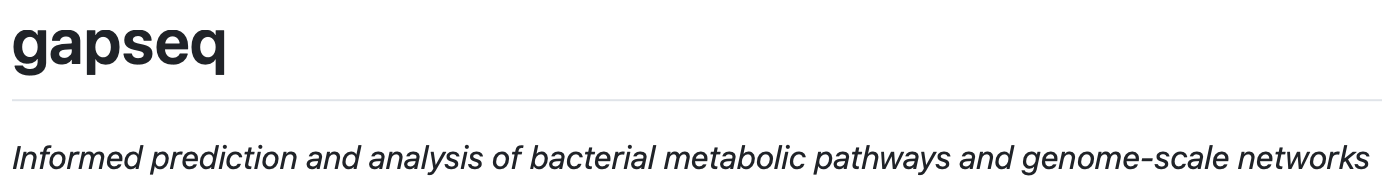 gapseq
Informed prediction and analysis of bacterial metabolic pathways and genome-scale networks